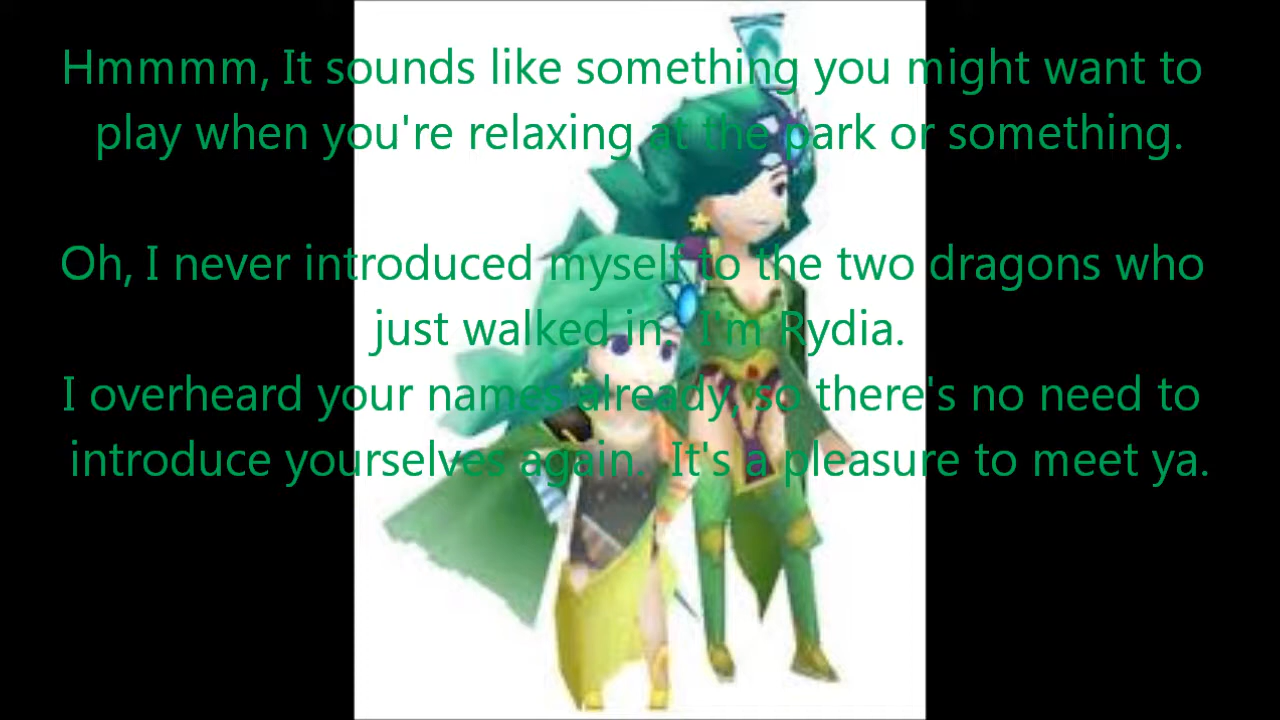 Hmmmm, It sounds like something you might want to
play when you're relaxing at the park or something.
Oh, I never introduced myself to the two dragons who
just walked in.  I'm Rydia.
I overheard your names already, so there's no need to
introduce yourselves again.  It's a pleasure to meet ya.